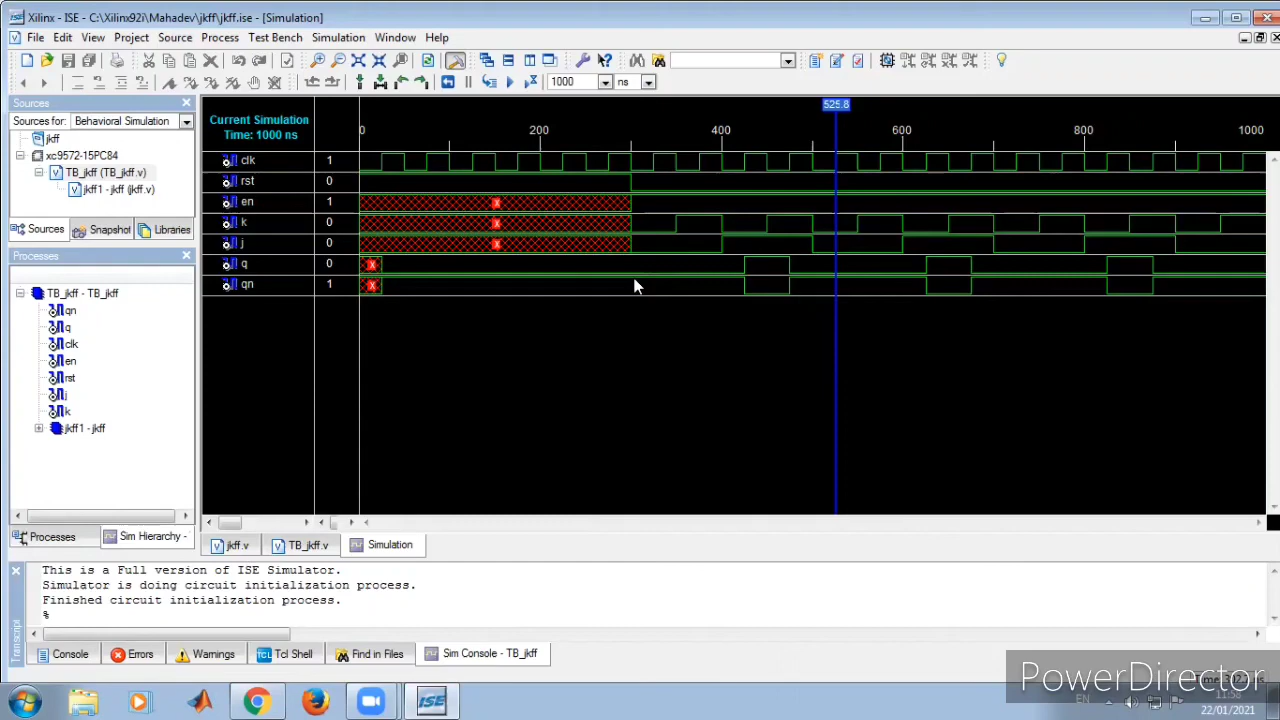 Xilinx - ISE - C:\Xilinx92i\Mahadev\jkff\jkff.ise - [Simulation]
File Edit View Project Source Process Test Bench Simulation Window Help
1000 ns
Sources
Sources for: Behavioral Simulation
jkff
xc9572-15PC84
TB_jkff (TB_jkff.v)
jkff1 - jkff (jkff.v)
Sources Snapshot Libraries
Processes
TB_jkff - TB_jkff
qn
q
clk
en
rst
j
k
jkff1 - jkff
Processes Sim Hierarchy -
525.8
Current Simulation
Time: 1000 ns
0 200 400 600 800 1000
clk 1
rst 0
en 1 X
k 0 X
j 0 X
q 0 X
qn 1 X
jkff.v TB_jkff.v Simulation
This is a Full version of ISE Simulator.
Simulator is doing circuit initialization process.
Finished circuit initialization process.
%
Transcript
Console Errors Warnings Tcl Shell Find in Files Sim Console - TB_jkff
PowerDirector
EN
11:58
22/01/2021